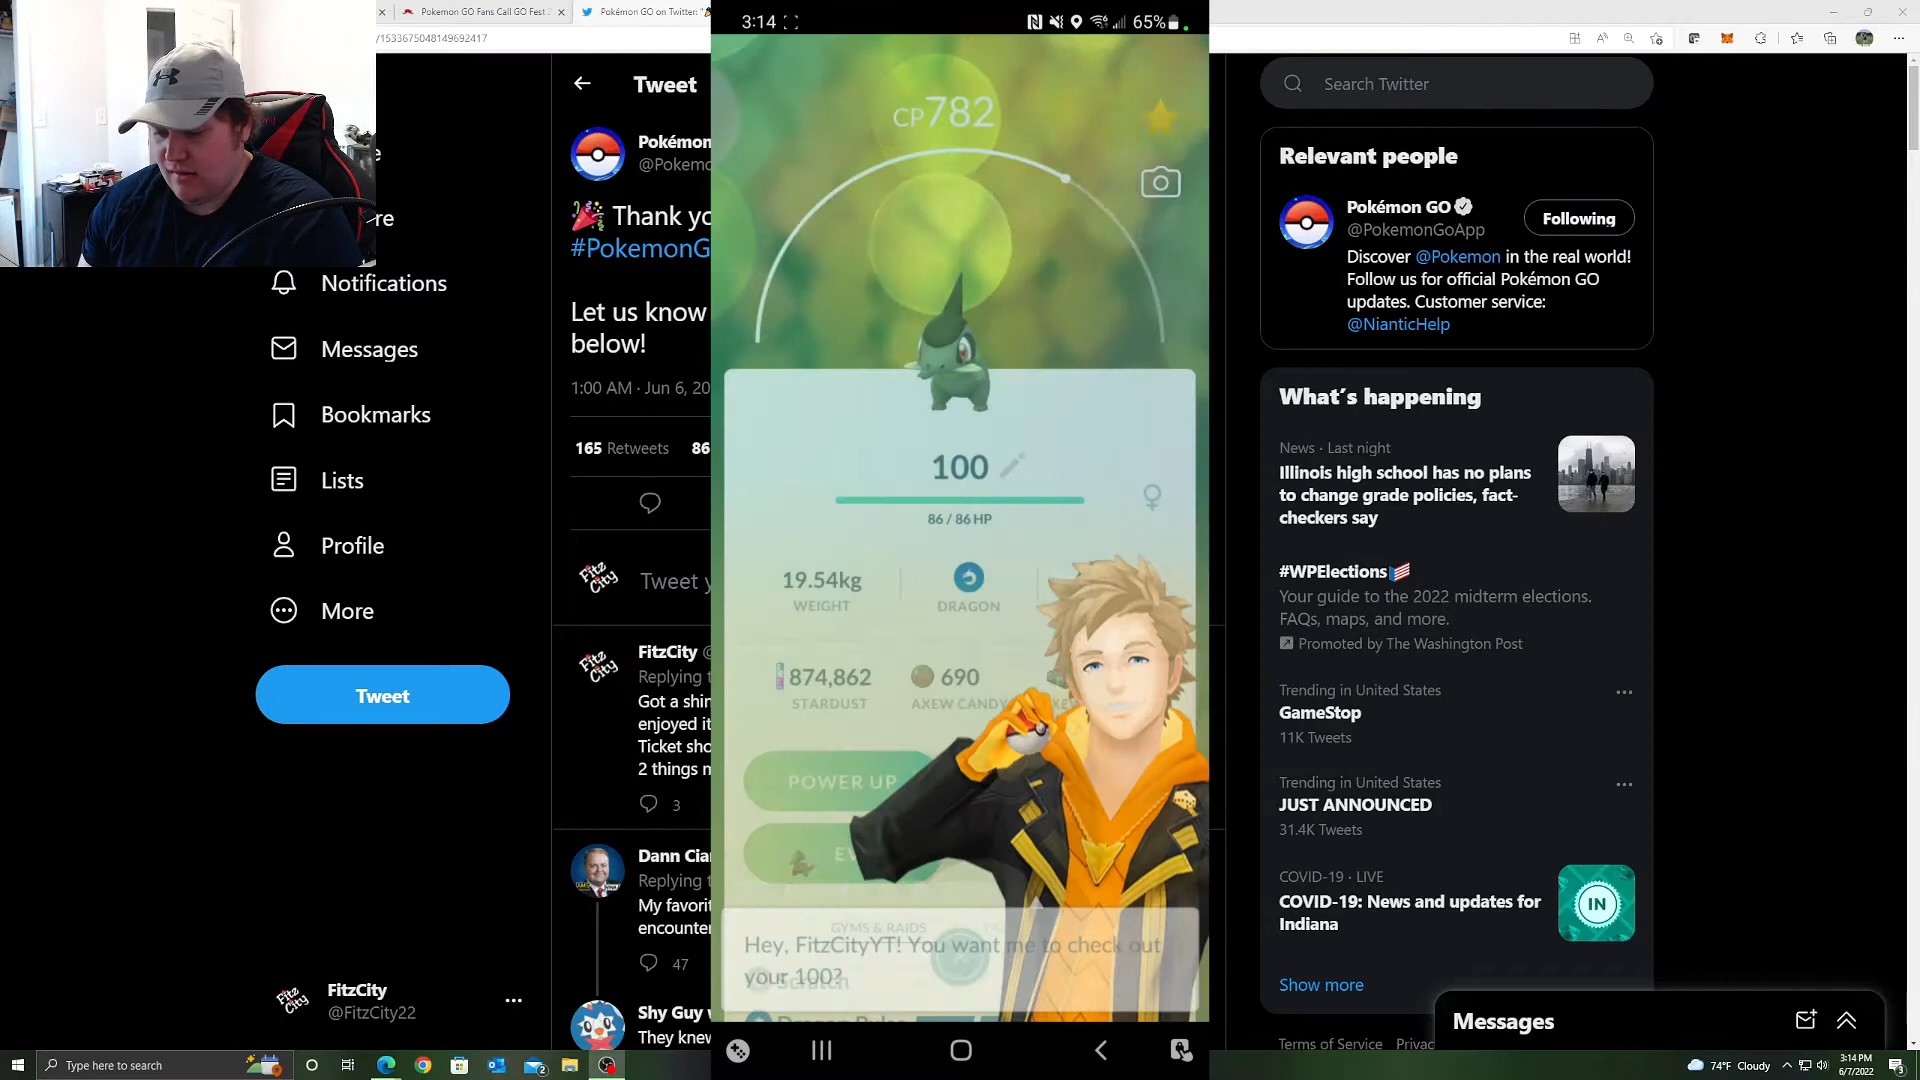 Pokemon GO Fans Call GO Fest 2
Pokémon GO on Twitter: "🎉
/1533675048149692417
re
Notifications
Messages
Bookmarks
Lists
Profile
More
Tweet
FitzCity
@FitzCity22
Tweet
Pokémon
@Pokemo
🎉 Thank yo
#PokemonG
Let us know
below!
1:00 AM · Jun 6, 20
165 Retweets 86
Tweet y
FitzCity @
Replying t
Got a shin
enjoyed it
Ticket sho
2 things m
3
Dann Cia
Replying t
My favori
encounter
47
Shy Guy w
They knew
3:14
65%
CP782
100
86 / 86 HP
19.54kg
WEIGHT
DRAGON
874,862
STARDUST
690
AXEW CANDY
POWER UP
EV
GYMS & RAIDS
Hey, FitzCityYT! You want me to check out
your 100?
Scratch
Search Twitter
Relevant people
Pokémon GO
@PokemonGoApp
Following
Discover @Pokemon in the real world!
Follow us for official Pokémon GO
updates. Customer service:
@NianticHelp
What's happening
News · Last night
Illinois high school has no plans
to change grade policies, fact-
checkers say
#WPElections
Your guide to the 2022 midterm elections.
FAQs, maps, and more.
Promoted by The Washington Post
Trending in United States
GameStop
11K Tweets
Trending in United States
JUST ANNOUNCED
31.4K Tweets
COVID-19 · LIVE
COVID-19: News and updates for
Indiana
IN
Show more
Terms of Service Privac
Messages
Type here to search
74°F Cloudy
3:14 PM
6/7/2022